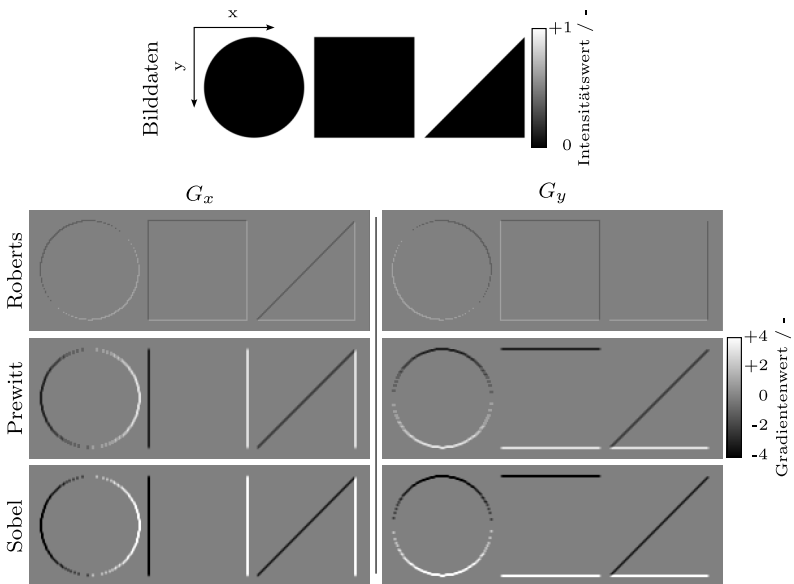 x
y
Bilddaten
+1
0
Intensitätswert / -
G_x
G_y
Roberts
Prewitt
Sobel
+4
+2
0
-2
-4
Gradientenwert / -